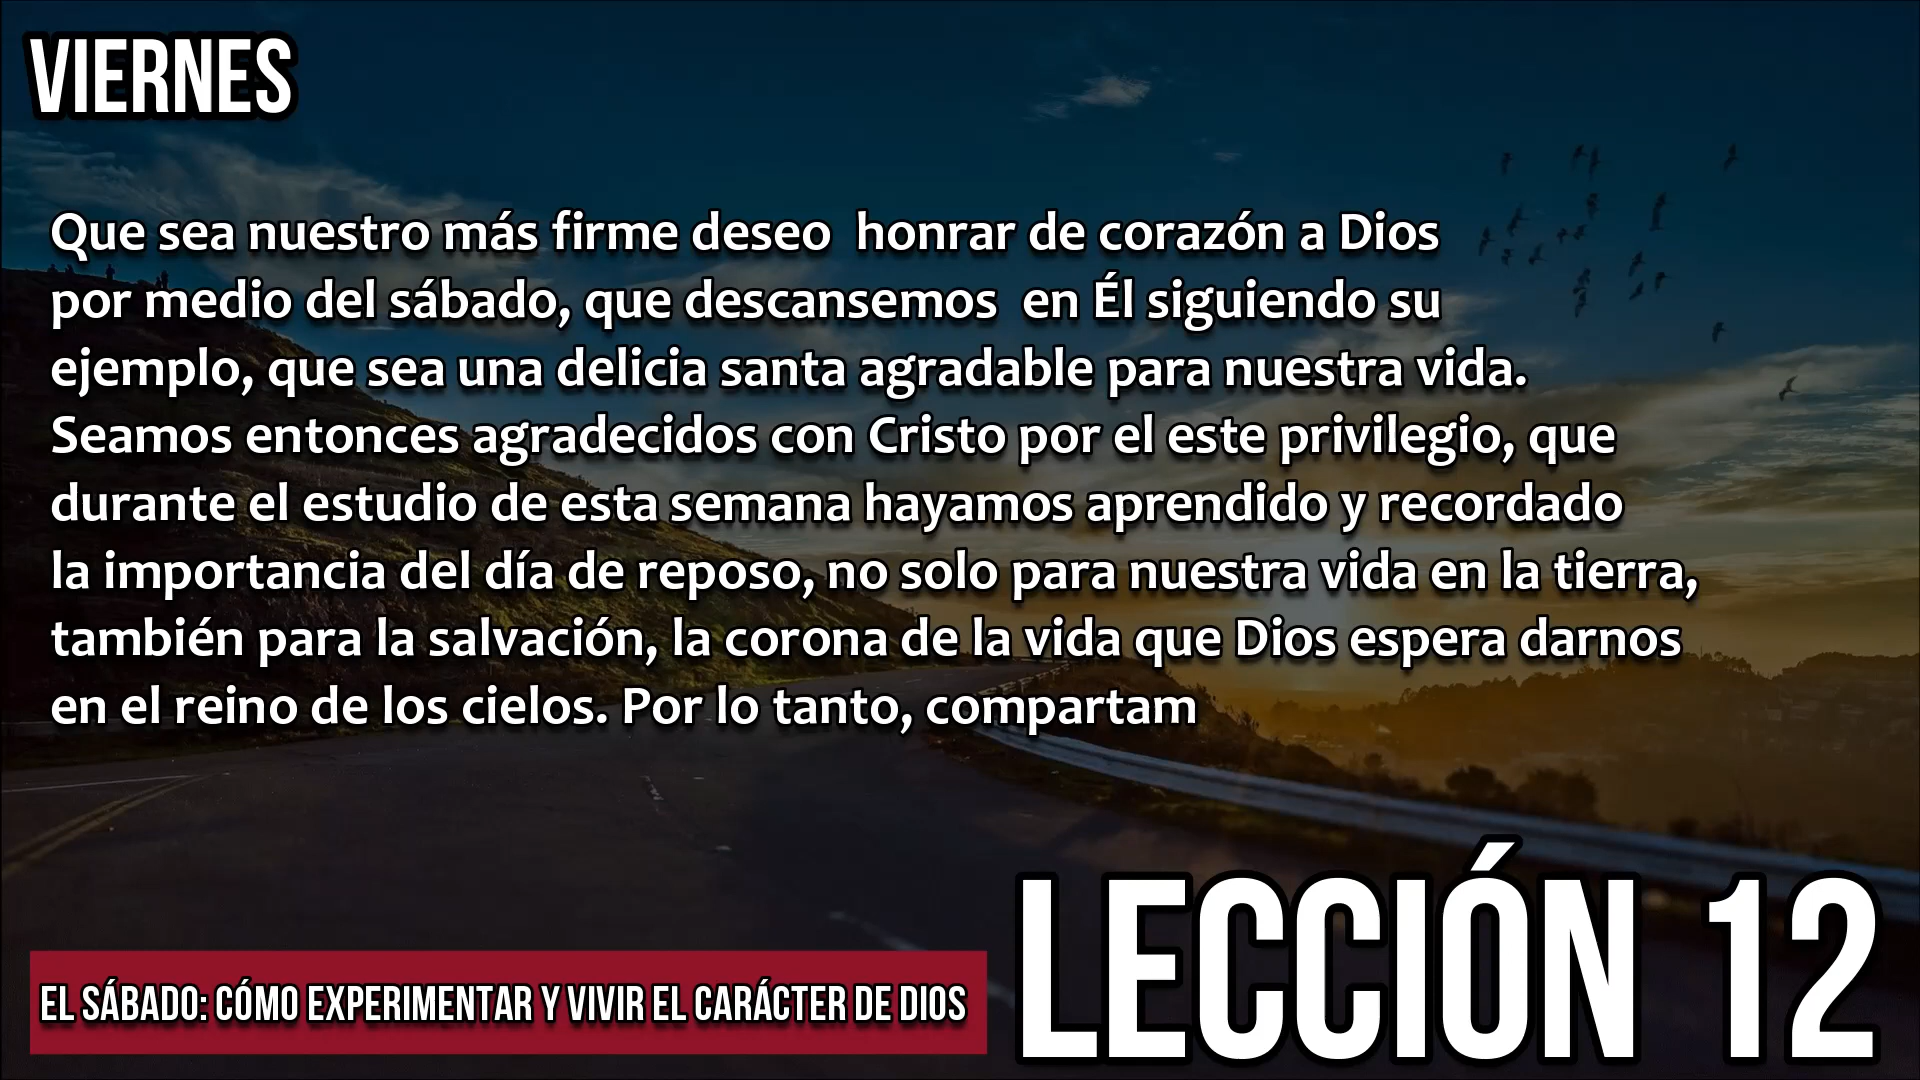 VIERNES
Que sea nuestro más firme deseo  honrar de corazón a Dios
por medio del sábado, que descansemos  en Él siguiendo su
ejemplo, que sea una delicia santa agradable para nuestra vida.
Seamos entonces agradecidos con Cristo por el este privilegio, que
durante el estudio de esta semana hayamos aprendido y recordado
la importancia del día de reposo, no solo para nuestra vida en la tierra,
también para la salvación, la corona de la vida que Dios espera darnos
en el reino de los cielos. Por lo tanto, compartam
EL SÁBADO: CÓMO EXPERIMENTAR Y VIVIR EL CARÁCTER DE DIOS
LECCIÓN 12